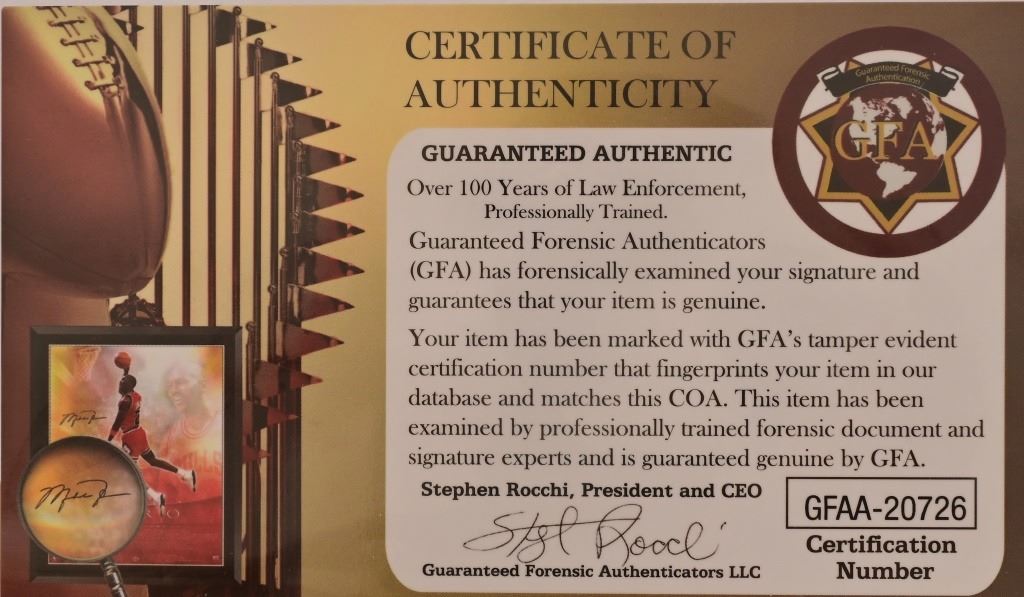 CERTIFICATE OF
AUTHENTICITY
Guaranteed Forensic
Authentication
GFA
GUARANTEED AUTHENTIC
Over 100 Years of Law Enforcement,
Professionally Trained.
Guaranteed Forensic Authenticators
(GFA) has forensically examined your signature and
guarantees that your item is genuine.
Your item has been marked with GFA's tamper evident
certification number that fingerprints your item in our
database and matches this COA. This item has been
examined by professionally trained forensic document and
signature experts and is guaranteed genuine by GFA.
Stephen Rocchi, President and CEO
Guaranteed Forensic Authenticators LLC
GFAA-20726
Certification
Number